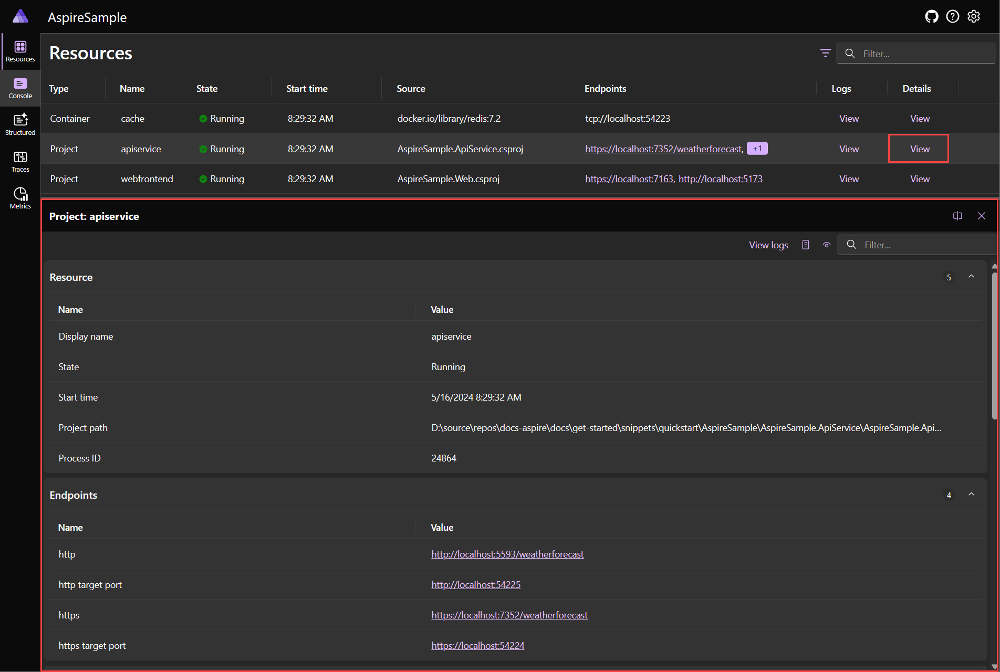 AspireSample
Resources
Resources
Filter...
Console
Type Name State Start time Source Endpoints Logs Details
Structured
Container cache Running 8:29:32 AM docker.io/library/redis:7.2 tcp://localhost:54223 View View
Project apiservice Running 8:29:32 AM AspireSample.ApiService.csproj https://localhost:7352/weatherforecast, +1 View View
Traces
Project webfrontend Running 8:29:32 AM AspireSample.Web.csproj https://localhost:7163, http://localhost:5173 View View
Metrics
Project: apiservice
View logs Filter...
Resource 5
Name Value
Display name apiservice
State Running
Start time 5/16/2024 8:29:32 AM
Project path D:\source\repos\docs-aspire\docs\get-started\snippets\quickstart\AspireSample\AspireSample.ApiService\AspireSample.Api...
Process ID 24864
Endpoints 4
Name Value
http http://localhost:5593/weatherforecast
http target port http://localhost:54225
https https://localhost:7352/weatherforecast
https target port https://localhost:54224